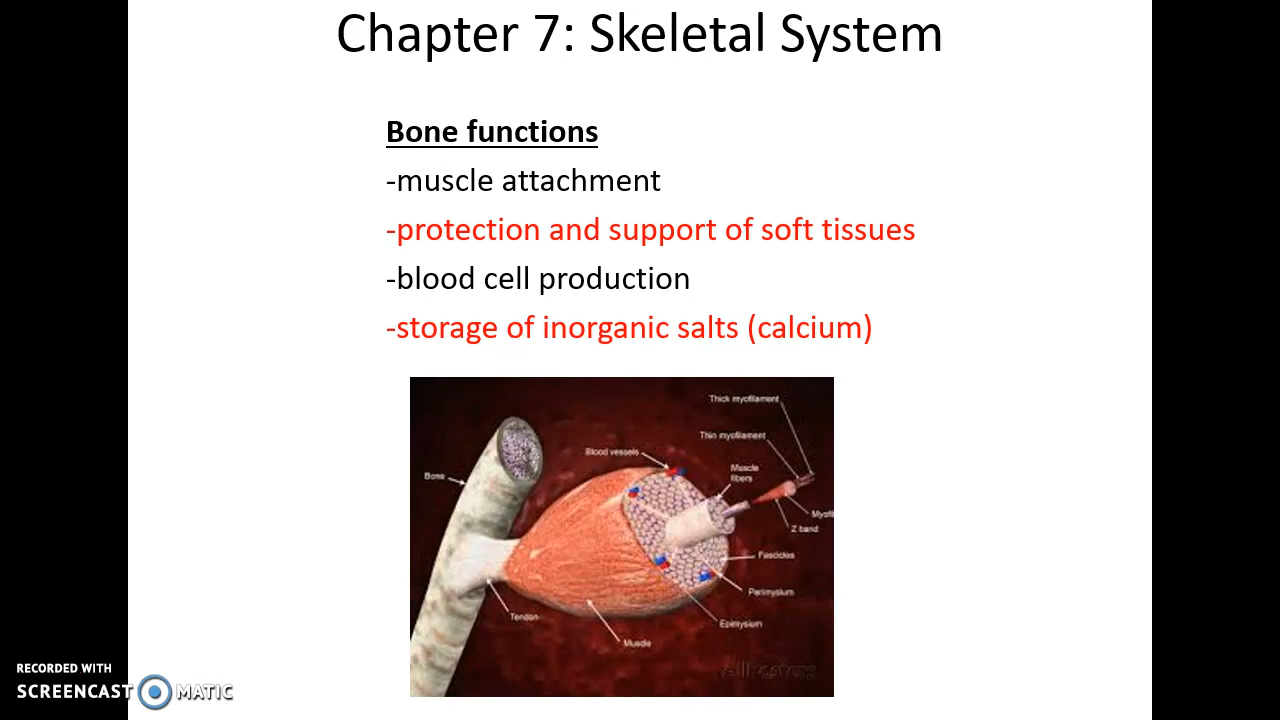 Chapter 7: Skeletal System
Bone functions
-muscle attachment
-protection and support of soft tissues
-blood cell production
-storage of inorganic salts (calcium)
Thick myofilament
Thin myofilament
Blood vessels
Muscle
fibers
Bone
Myofi
Z band
Fascicles
Perimysium
Tendon
Epimysium
Muscle
RECORDED WITH
SCREENCAST MATIC